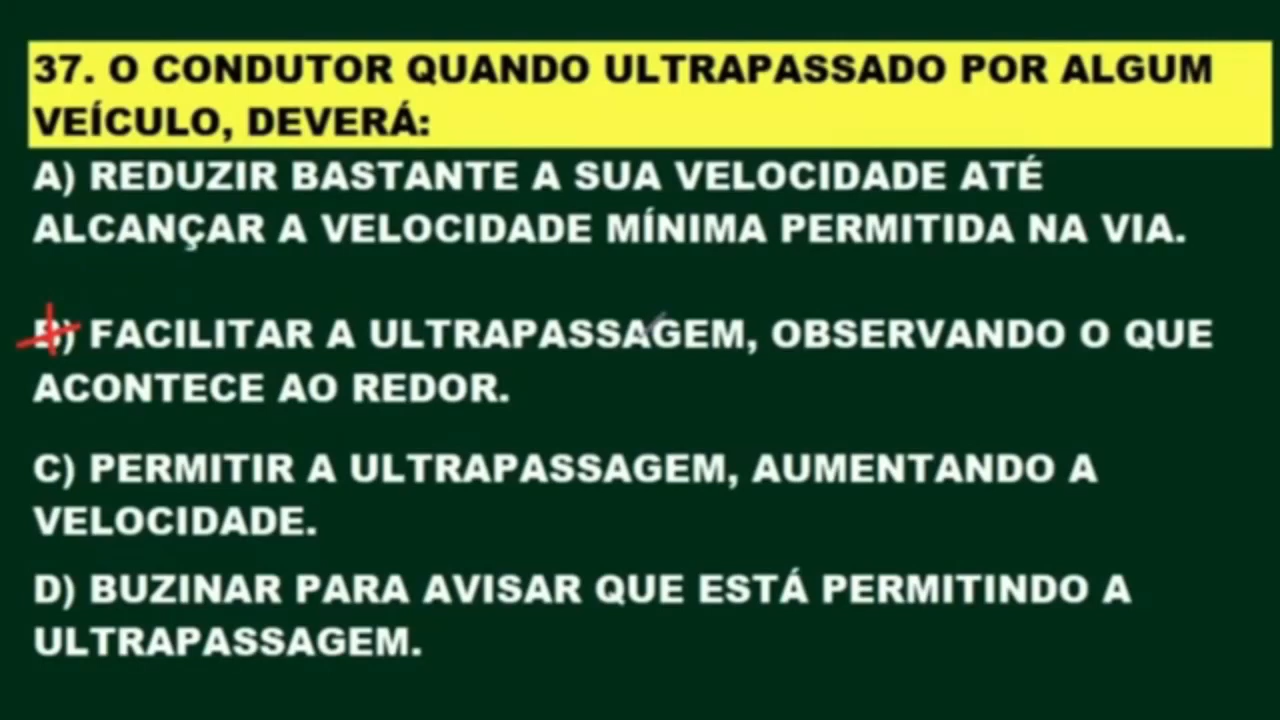 37. O CONDUTOR QUANDO ULTRAPASSADO POR ALGUM
VEÍCULO, DEVERÁ:
A) REDUZIR BASTANTE A SUA VELOCIDADE ATÉ
ALCANÇAR A VELOCIDADE MÍNIMA PERMITIDA NA VIA.
B) FACILITAR A ULTRAPASSAGEM, OBSERVANDO O QUE
ACONTECE AO REDOR.
C) PERMITIR A ULTRAPASSAGEM, AUMENTANDO A
VELOCIDADE.
D) BUZINAR PARA AVISAR QUE ESTÁ PERMITINDO A
ULTRAPASSAGEM.